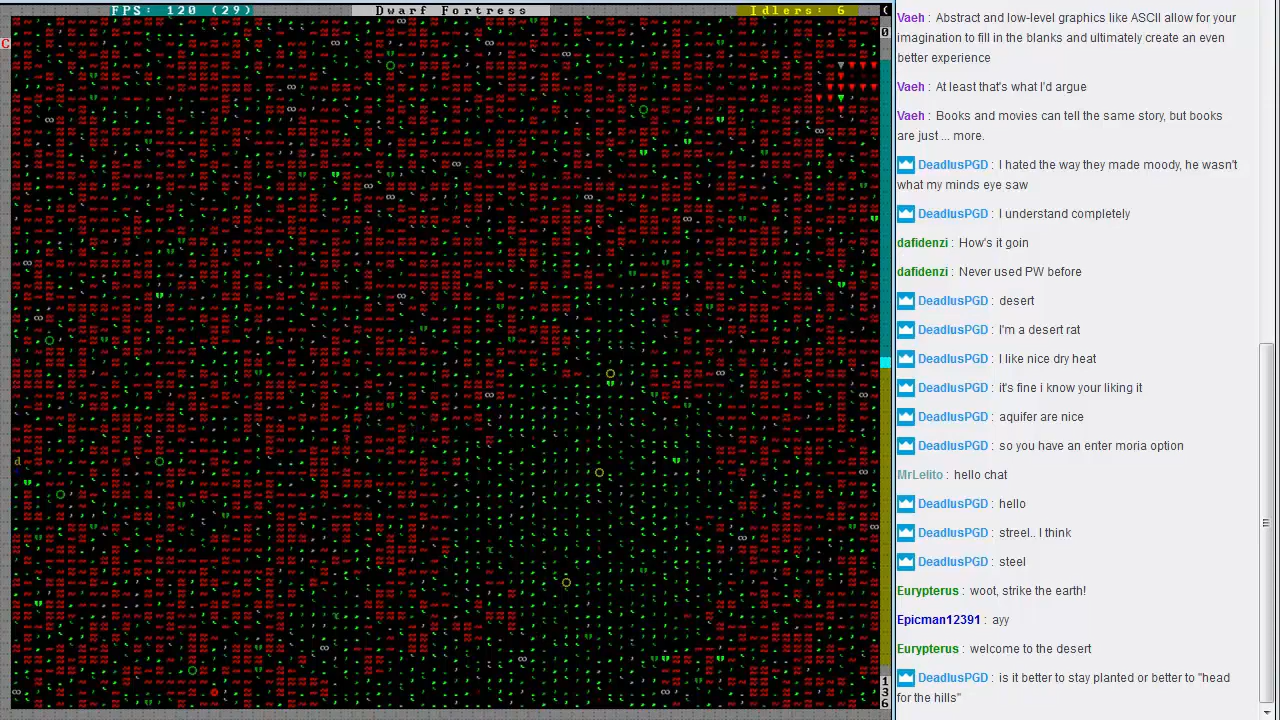 FPS: 120 (29)
Dwarf Fortress
Idlers: 6
C
d
0
136
Vaeh : Abstract and low-rel games like ASCII allow for your
imagination to fill in the blanks and ultimitely create an even
better experience
Vaeh : At least that's what I'd argue
Vaeh : Boobs and movies can tell the same story, but books
are just ... more.
DeadlusPGD : I hated the way they made moody, he wasn't
what my minds eye saw
DeadlusPGD : I understand completely
dafidenzi : How's it goin
dafidenzi : Never used PW before
DeadlusPGD : desert
DeadlusPGD : I'm a desert rat
DeadlusPGD : I like nice dry heat
DeadlusPGD : it's fine i know your liking it
DeadlusPGD : aquifer are nice
DeadlusPGD : so you have an enter moria option
MrLelito : hello chat
DeadlusPGD : hello
DeadlusPGD : streel.. i think
DeadlusPGD : steel
Eurypterus : woot, strike the earth
Epicman12391 : ayy
Eurypterus : welcome to the desert
DeadlusPGD : "is it better to stay planted or better to head
for the hills"